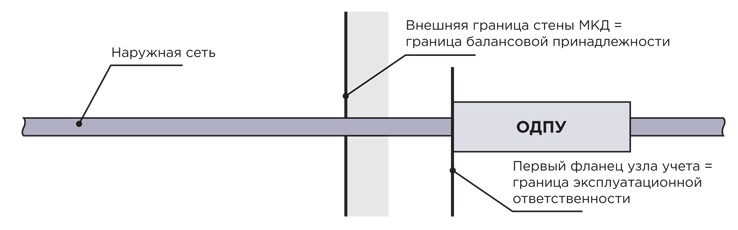 Внешняя граница стены МКД =
граница балансовой принадлежности
Наружная сеть
ОДПУ
Первый фланец узла учета =
граница эксплуатационной
ответственности